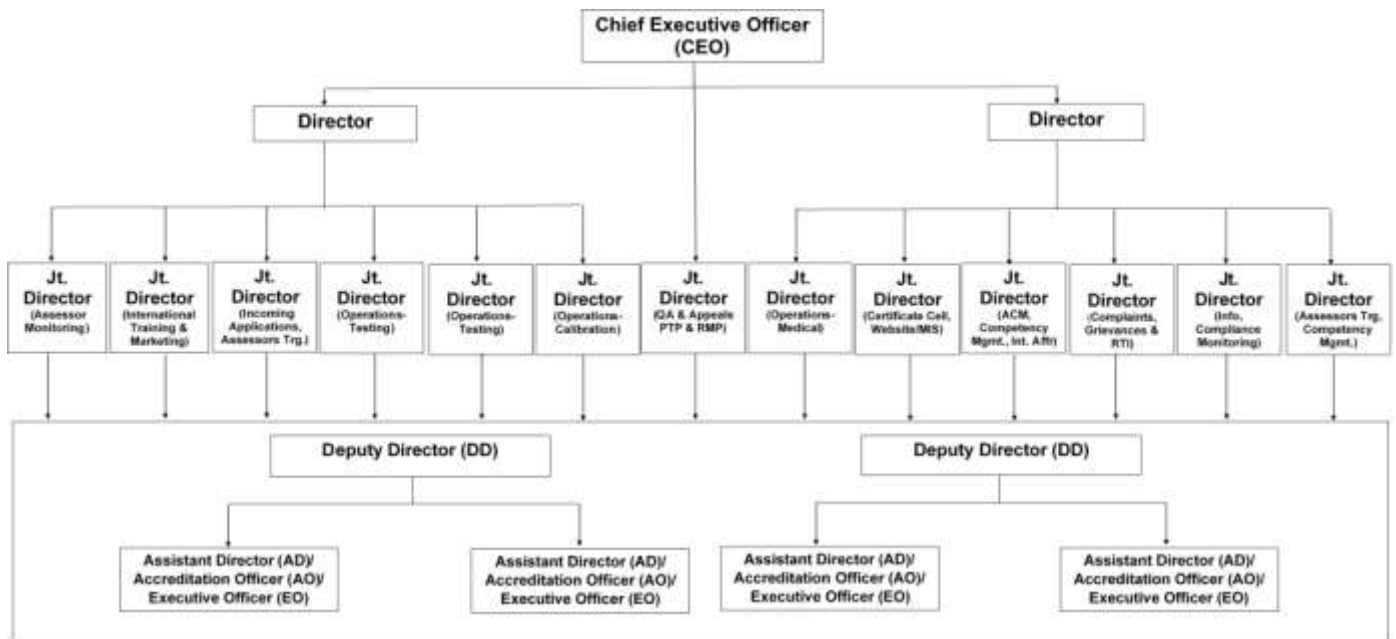 Chief Executive Officer
(CEO)
Director
Director
Jt.
Director
(Assessor
Monitoring)
Jt.
Director
(International
Training &
Marketing)
Jt.
Director
(Incoming
Applications,
Assessors Trg.)
Jt.
Director
(Operations-
Testing)
Jt.
Director
(Operations-
Testing)
Jt.
Director
(Operations-
Calibration)
Jt.
Director
(QA & Appeals
PTP & RMP)
Jt.
Director
(Operations-
Medical)
Jt.
Director
(Certificate Cell,
Website/MIS)
Jt.
Director
(ACM,
Competency
Mgmt., Int. Affr)
Jt.
Director
(Complaints,
Grievances &
RTI)
Jt.
Director
(Info,
Compliance
Monitoring)
Jt.
Director
(Assessors Trg,
Competency
Mgmt.)
Deputy Director (DD)
Deputy Director (DD)
Assistant Director (AD)/
Accreditation Officer (AO)/
Executive Officer (EO)
Assistant Director (AD)/
Accreditation Officer (AO)/
Executive Officer (EO)
Assistant Director (AD)/
Accreditation Officer (AO)/
Executive Officer (EO)
Assistant Director (AD)/
Accreditation Officer (AO)/
Executive Officer (EO)